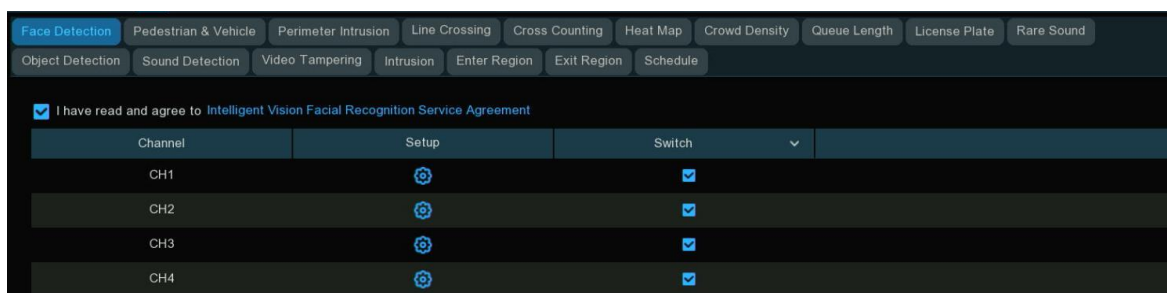 Face Detection Pedestrian & Vehicle Perimeter Intrusion Line Crossing Cross Counting Heat Map Crowd Density Queue Length License Plate Rare Sound
Object Detection Sound Detection Video Tampering Intrusion Enter Region Exit Region Schedule
I have read and agree to Intelligent Vision Facial Recognition Service Agreement
Channel Setup Switch
CH1
CH2
CH3
CH4